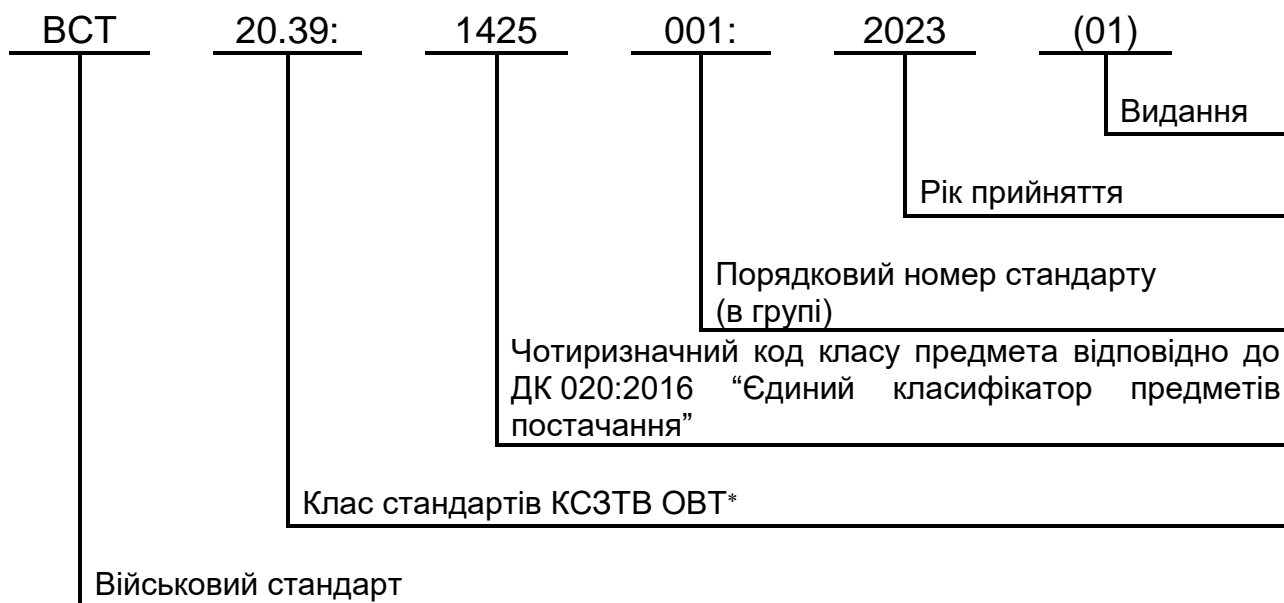 ВСТ 20.39: 1425 001: 2023 (01)
Видання
Рік прийняття
Порядковий номер стандарту
(в групі)
Чотиризначний код класу предмета відповідно до
ДК 020:2016 “Єдиний класифікатор предметів
постачання”
Клас стандартів КСЗТВ ОВТ*
Військовий стандарт